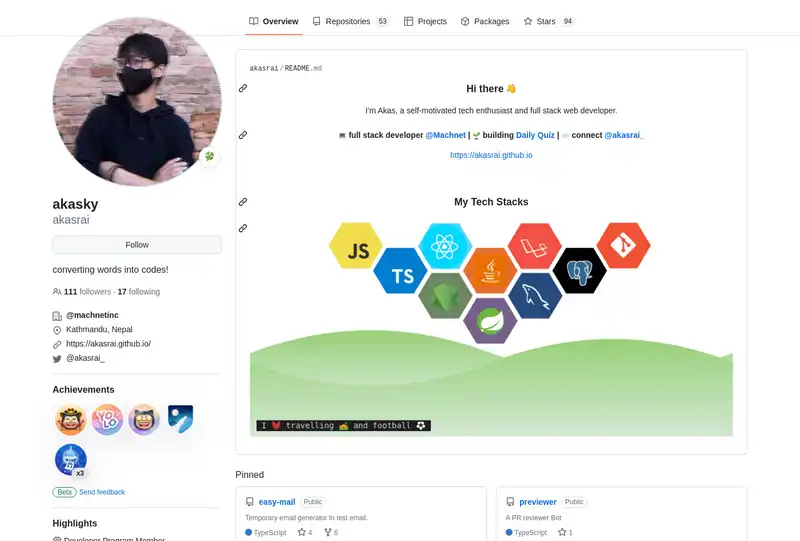 Overview
Repositories 53
Projects
Packages
Stars 94
akasrai/README.md
Hi there
I'm Akas, a self-motivated tech enthusiast and full stack web developer.
full stack developer @Machnet | building Daily Quiz | connect @akasrai_
https://akasrai.github.io
My Tech Stacks
JS
TS
I travelling and football
akasky
akasrai
Follow
converting words into codes!
111 followers · 17 following
@machnetinc
Kathmandu, Nepal
https://akasrai.github.io/
@akasrai_
Achievements
YOLO
x3
Beta Send feedback
Highlights
Developer Program Member
Pinned
easy-mail Public
Temporary email generator to test email.
TypeScript 4 6
previewer Public
A PR reviewer Bot
TypeScript 1